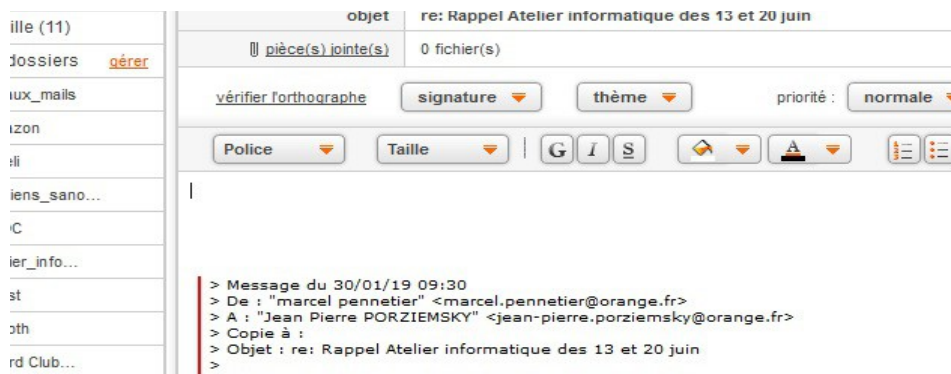 ille (11)
dossiers gérer
aux_mails
azon
eli
iens_sano...
C
ier_info...
st
oth
rd Club...
objet re: Rappel Atelier informatique des 13 et 20 juin
pièce(s) jointe(s) 0 fichier(s)
vérifier l'orthographe signature thème priorité : normale
Police Taille G I S A
> Message du 30/01/19 09:30
> De : "marcel pennetier" <marcel.pennetier@orange.fr>
> A : "Jean Pierre PORZIEMSKY" <jean-pierre.porziemsky@orange.fr>
> Copie à :
> Objet : re: Rappel Atelier informatique des 13 et 20 juin
>